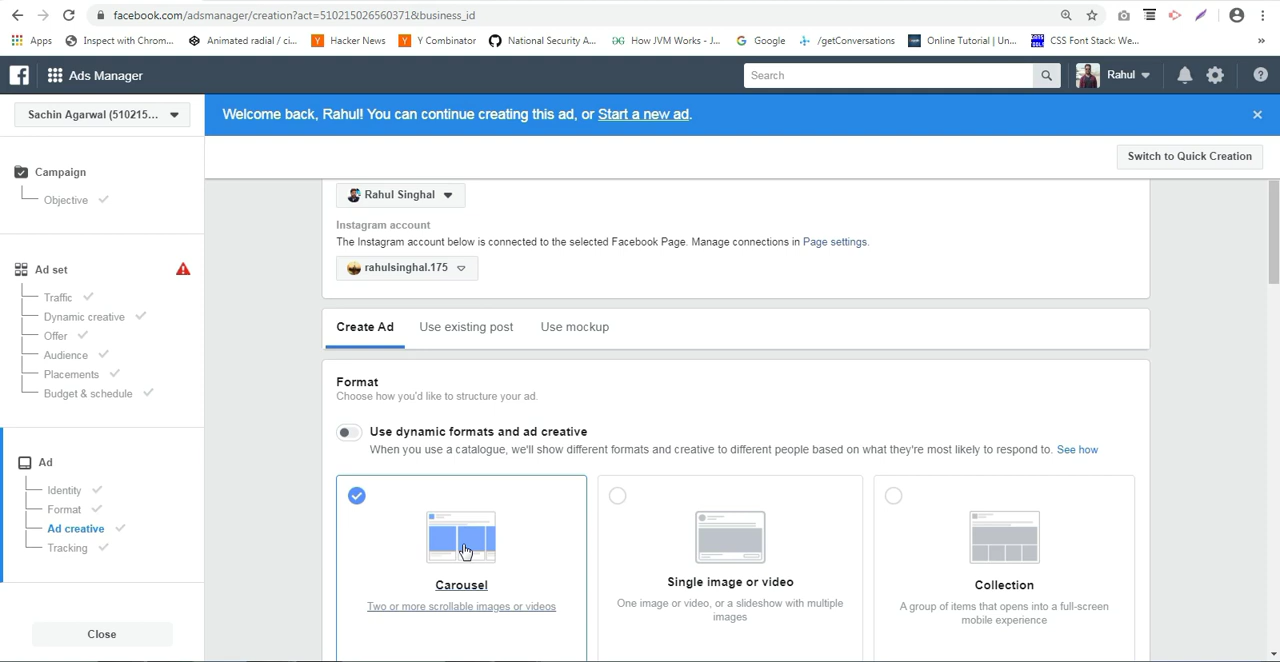 facebook.com/adsmanager/creation?act=510215026560371&business_id
Apps Inspect with Chrom... Animated radial / ci... Hacker News Y Combinator National Security A... How JVM Works - J... Google /getConversations Online Tutorial | Un... CSS Font Stack: We... »
Ads Manager Search Rahul
Sachin Agarwal (510215... Welcome back, Rahul! You can continue creating this ad, or Start a new ad.
Switch to Quick Creation
Campaign
Objective
Ad set
Traffic
Dynamic creative
Offer
Audience
Placements
Budget & schedule
Ad
Identity
Format
Ad creative
Tracking
Close
Rahul Singhal
Instagram account
The Instagram account below is connected to the selected Facebook Page. Manage connections in Page settings.
rahulsinghal.175
Create Ad Use existing post Use mockup
Format
Choose how you'd like to structure your ad.
Use dynamic formats and ad creative
When you use a catalogue, we'll show different formats and creative to different people based on what they're most likely to respond to. See how
Carousel
Two or more scrollable images or videos
Single image or video
One image or video, or a slideshow with multiple
images
Collection
A group of items that opens into a full-screen
mobile experience